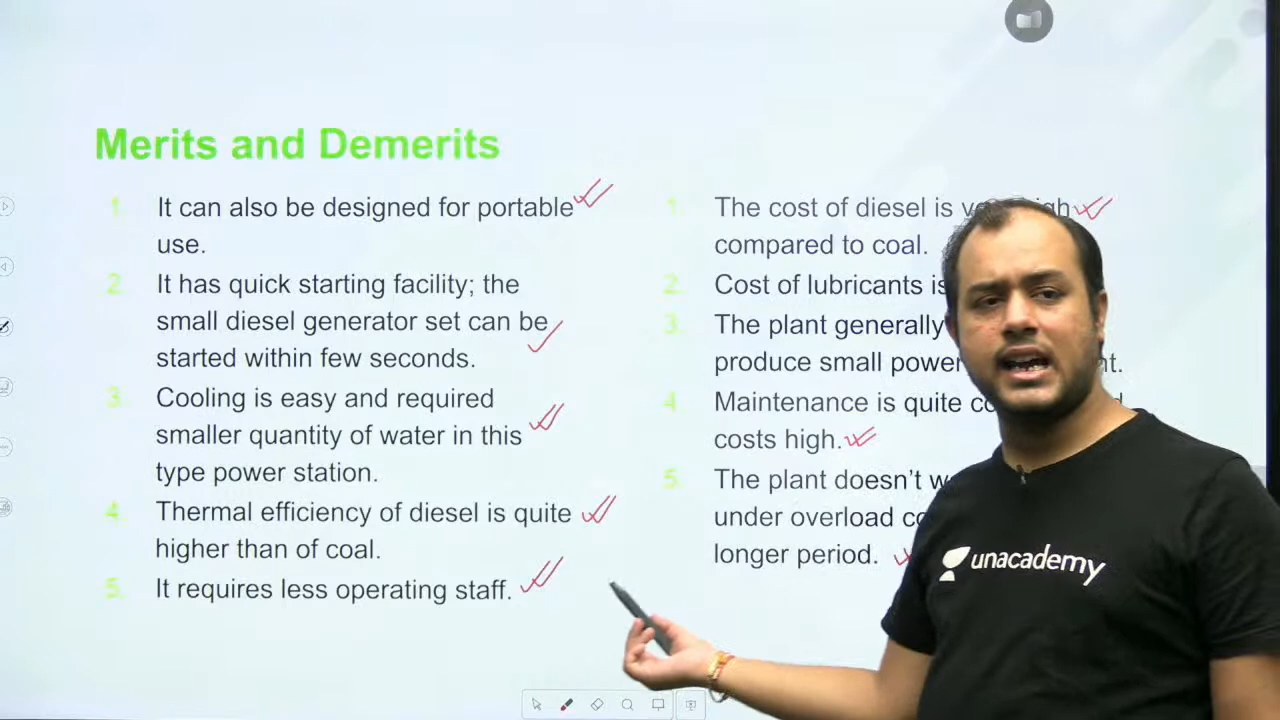 Merits and Demerits
1. It can also be designed for portable
use.
2. It has quick starting facility; the
small diesel generator set can be
started within few seconds.
3. Cooling is easy and required
smaller quantity of water in this
type power station.
4. Thermal efficiency of diesel is quite
higher than of coal.
5. It requires less operating staff.
1. The cost of diesel is very high
compared to coal.
2. Cost of lubricants is
3. The plant generally
produce small power
4. Maintenance is quite
costs high.
5. The plant doesn't
under overload
longer period.
unacademy